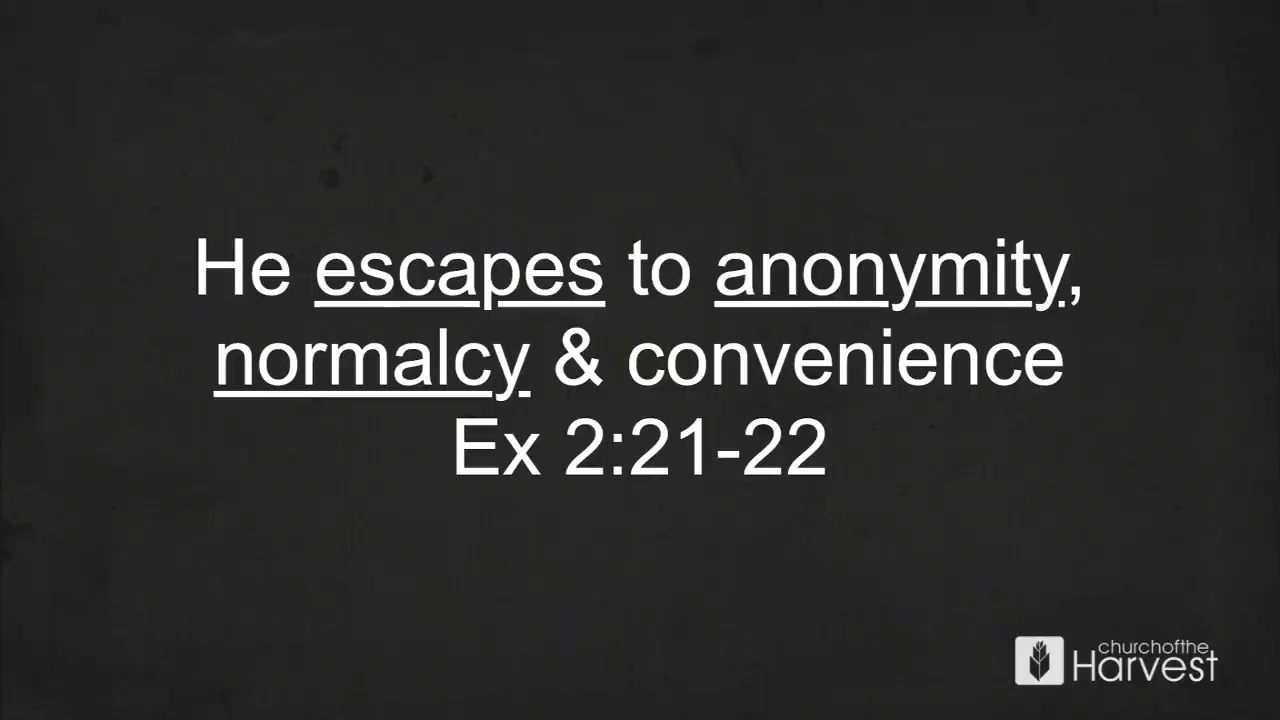 He escapes to anonymity,
normalcy & convenience
Ex 2:21-22
churchofthe
Harvest